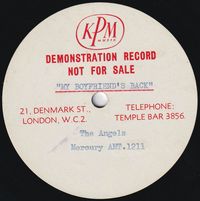 KPM
MUSIC
DEMONSTRATION RECORD
NOT FOR SALE
"MY BOYFRIEND'S BACK"
21, DENMARK ST., TELEPHONE:
LONDON, W.C.2. TEMPLE BAR 3856.
The Angels
Mercury AMT.1211